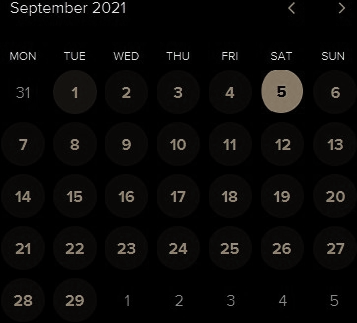 September 2021
MON TUE WED THU FRI SAT SUN
31 1 2 3 4 5 6
7 8 9 10 11 12 13
14 15 16 17 18 19 20
21 22 23 24 25 26 27
28 29 1 2 3 4 5